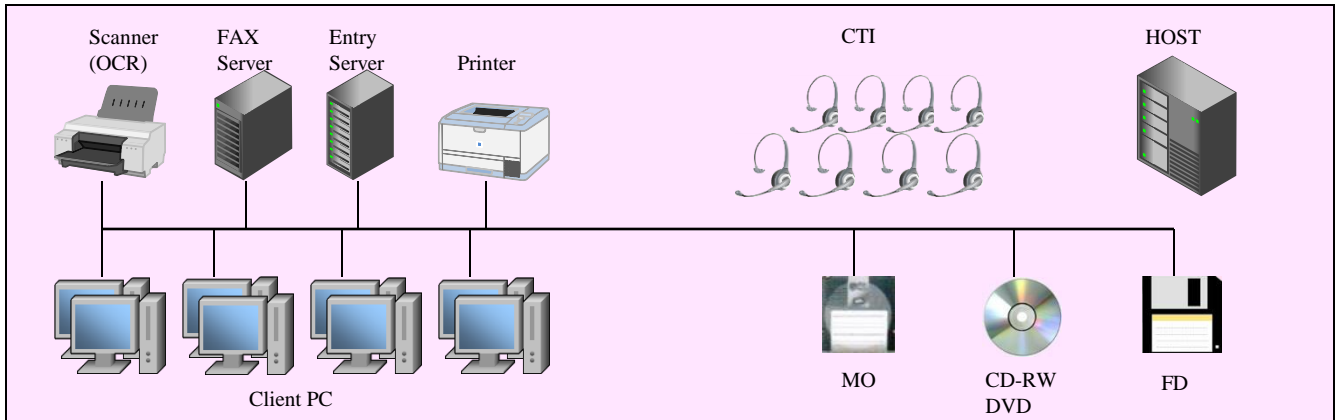 Scanner
(OCR)
FAX
Server
Entry
Server
Printer
CTI
HOST
Client PC
MO
CD-RW
DVD
FD